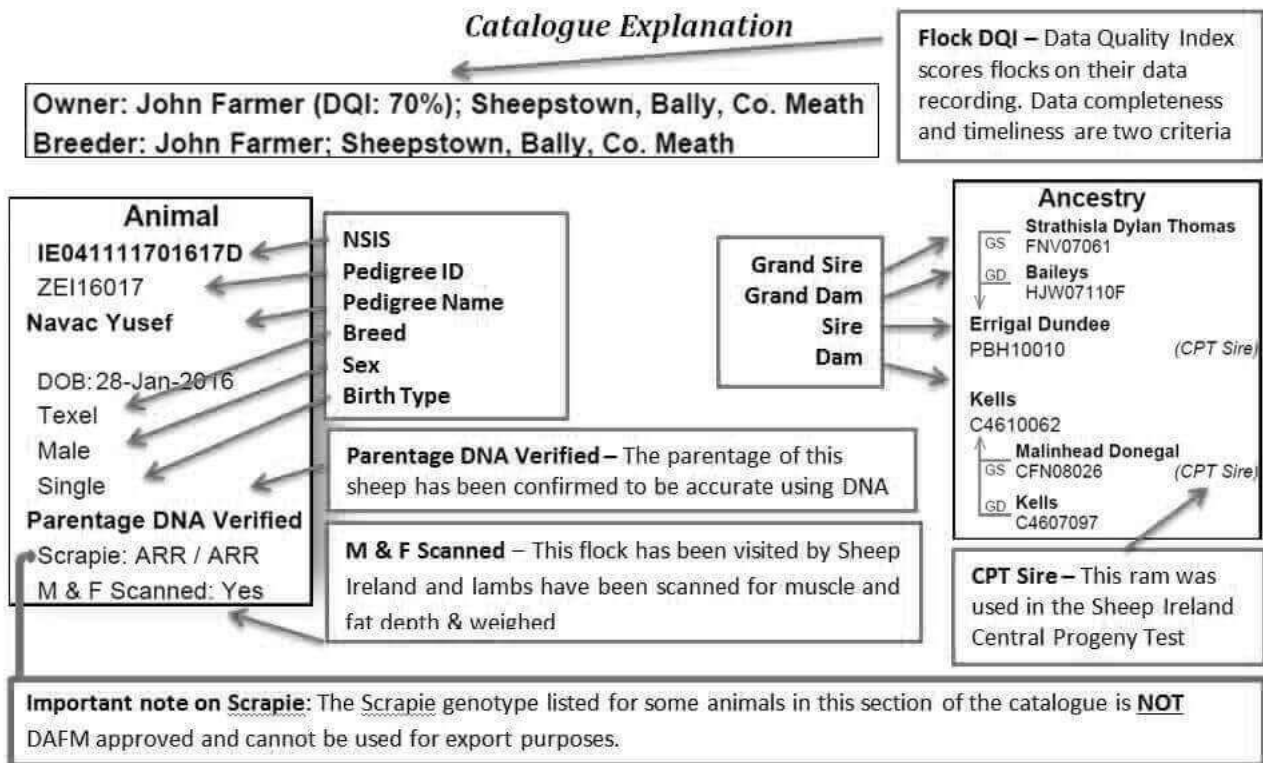 Catalogue Explanation
Flock DQI – Data Quality Index
scores flocks on their data
recording. Data completeness
and timeliness are two criteria
Owner: John Farmer (DQI: 70%); Sheepstown, Bally, Co. Meath
Breeder: John Farmer; Sheepstown, Bally, Co. Meath
Animal
IE041111701617D
ZEI16017
Navac Yusef
DOB: 28-Jan-2016
Texel
Male
Single
Parentage DNA Verified
Scrapie: ARR / ARR
M & F Scanned: Yes
NSIS
Pedigree ID
Pedigree Name
Breed
Sex
Birth Type
Parentage DNA Verified – The parentage of this
sheep has been confirmed to be accurate using DNA
M & F Scanned – This flock has been visited by Sheep
Ireland and lambs have been scanned for muscle and
fat depth & weighed
Grand Sire
Grand Dam
Sire
Dam
Ancestry
Strathisla Dylan Thomas
GS FNV07061
GD Baileys
HJW07110F
Errigal Dundee
PBH10010 (CPT Sire)
Kells
C4610062
Malinhead Donegal
GS CFN08026 (CPT Sire)
GD Kells
C4607097
CPT Sire – This ram was
used in the Sheep Ireland
Central Progeny Test
Important note on Scrapie: The Scrapie genotype listed for some animals in this section of the catalogue is NOT
DAFM approved and cannot be used for export purposes.